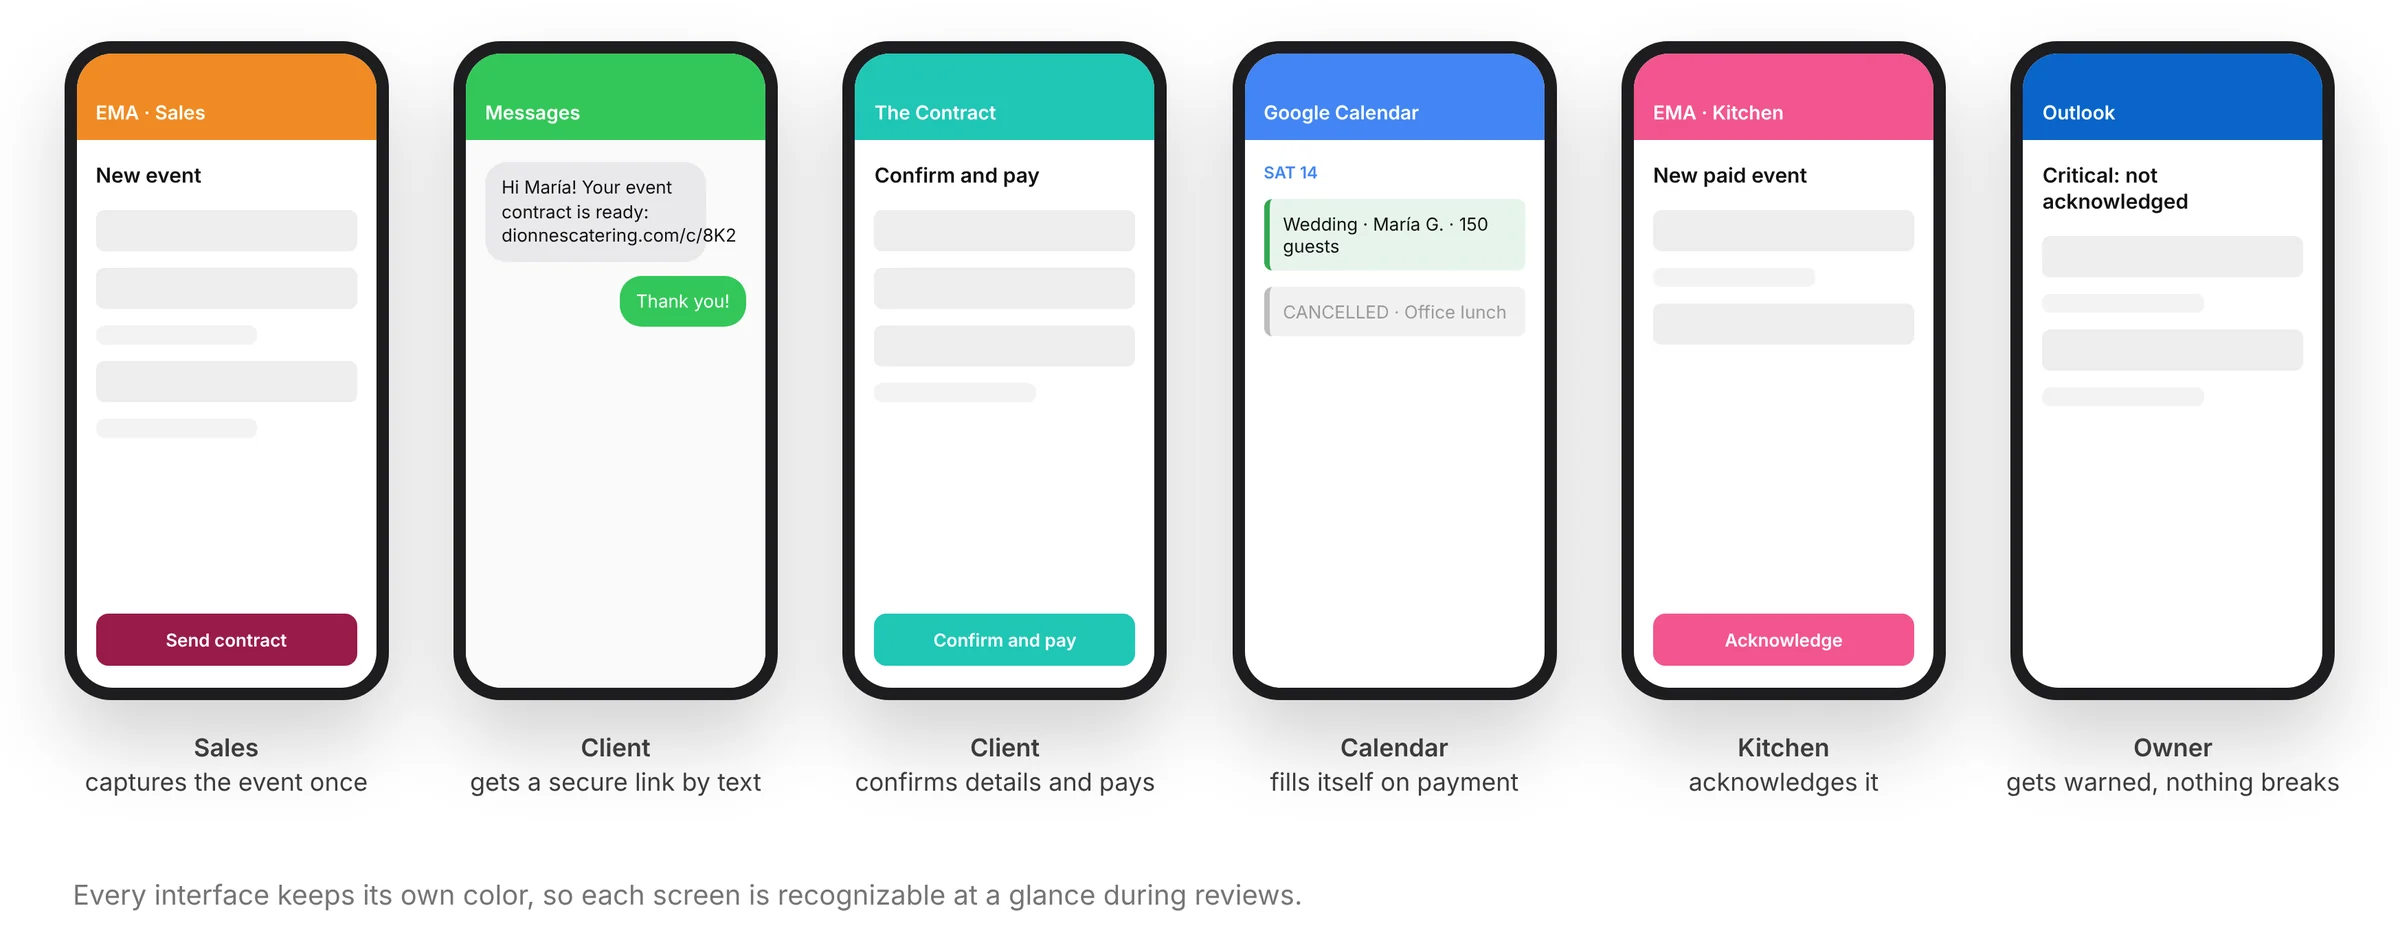 EMA · Sales
New event
Send contract
Sales
captures the event once
Messages
Hi María! Your event
contract is ready:
dionnescatering.com/c/8K2
Thank you!
Client
gets a secure link by text
The Contract
Confirm and pay
Confirm and pay
Client
confirms details and pays
Google Calendar
SAT 14
Wedding · María G. · 150
guests
CANCELLED · Office lunch
Calendar
fills itself on payment
EMA · Kitchen
New paid event
Acknowledge
Kitchen
acknowledges it
Outlook
Critical: not
acknowledged
Owner
gets warned, nothing breaks
Every interface keeps its own color, so each screen is recognizable at a glance during reviews.